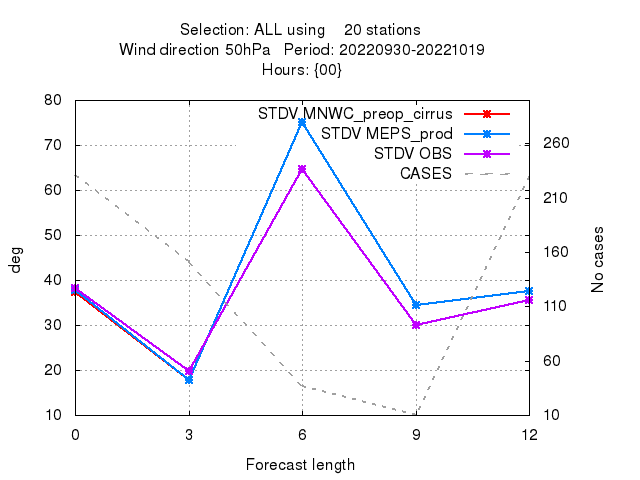 Selection: ALL using    20 stations
Wind direction 50hPa   Period: 20220930-20221019
Hours: {00}
STDV MNWC_preop_cirrus
STDV MEPS_prod
STDV OBS
CASES
80
70
60
50
40
30
20
10
260
210
160
110
60
10
deg
No cases
0
3
6
9
12
Forecast length